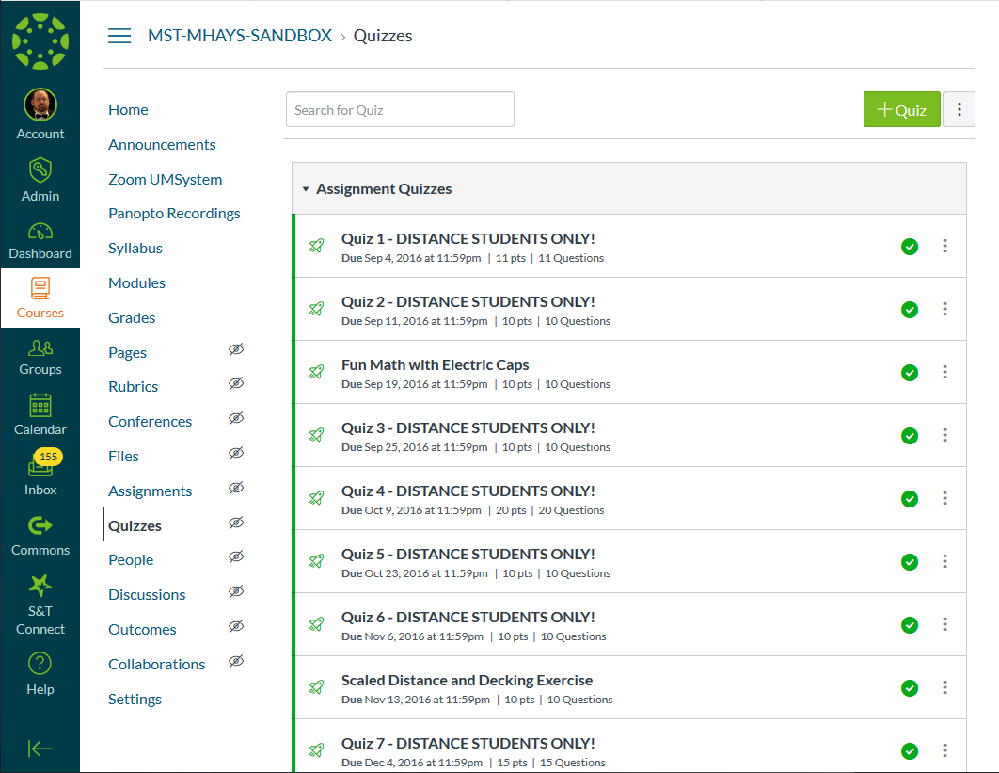 MST-MHAYS-SANDBOX › Quizzes
Account
Admin
Dashboard
Courses
Groups
Calendar
155
Inbox
Commons
S&T
Connect
Help
Home
Announcements
Zoom UMSystem
Panopto Recordings
Syllabus
Modules
Grades
Pages
Rubrics
Conferences
Files
Assignments
Quizzes
People
Discussions
Outcomes
Collaborations
Settings
Search for Quiz
+ Quiz
Assignment Quizzes
Quiz 1 - DISTANCE STUDENTS ONLY!
Due Sep 4, 2016 at 11:59pm | 11 pts | 11 Questions
Quiz 2 - DISTANCE STUDENTS ONLY!
Due Sep 11, 2016 at 11:59pm | 10 pts | 10 Questions
Fun Math with Electric Caps
Due Sep 19, 2016 at 11:59pm | 10 pts | 10 Questions
Quiz 3 - DISTANCE STUDENTS ONLY!
Due Sep 25, 2016 at 11:59pm | 10 pts | 10 Questions
Quiz 4 - DISTANCE STUDENTS ONLY!
Due Oct 9, 2016 at 11:59pm | 20 pts | 20 Questions
Quiz 5 - DISTANCE STUDENTS ONLY!
Due Oct 23, 2016 at 11:59pm | 10 pts | 10 Questions
Quiz 6 - DISTANCE STUDENTS ONLY!
Due Nov 6, 2016 at 11:59pm | 10 pts | 10 Questions
Scaled Distance and Decking Exercise
Due Nov 13, 2016 at 11:59pm | 10 pts | 10 Questions
Quiz 7 - DISTANCE STUDENTS ONLY!
Due Dec 4, 2016 at 11:59pm | 15 pts | 15 Questions